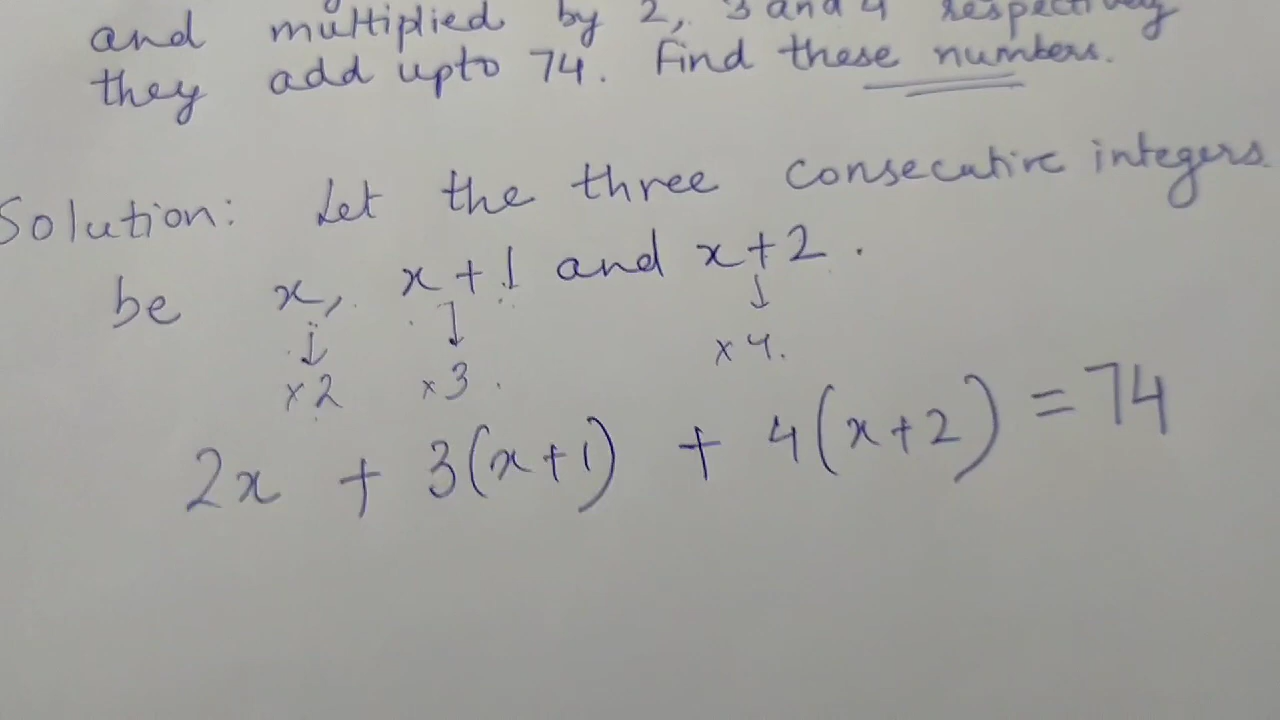 and multiplied by 2, 3 and 4 respectively
they add upto 74. Find these numbers.
Solution: Let the three consecutive integers
be x, x+1 and x+2.
×2 ×3. ×4.
2x + 3(x+1) + 4(x+2) = 74